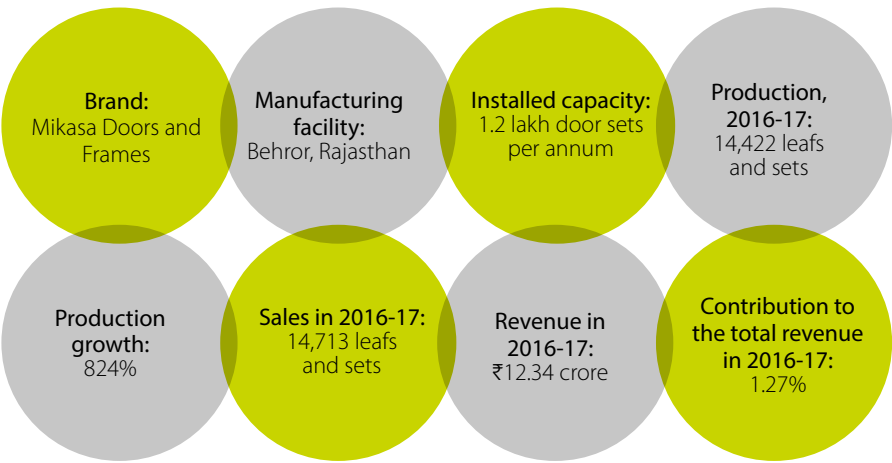 Brand:
Mikasa Doors and
Frames
Manufacturing
facility:
Behror, Rajasthan
Installed capacity:
1.2 lakh door sets
per annum
Production,
2016-17:
14,422 leafs
and sets
Production
growth:
824%
Sales in 2016-17:
14,713 leafs
and sets
Revenue in
2016-17:
₹12.34 crore
Contribution to
the total revenue
in 2016-17:
1.27%